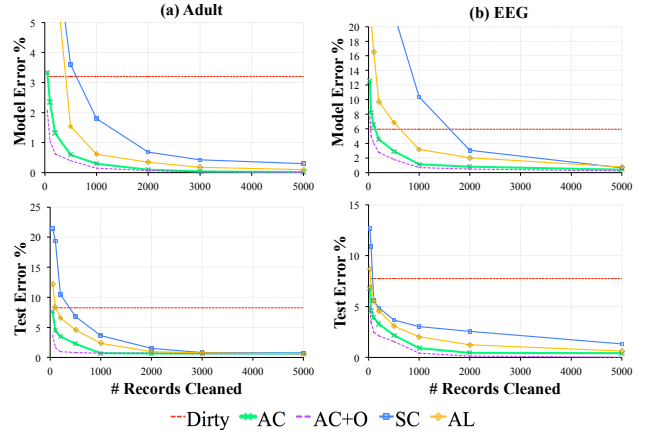 (a) Adult
(b) EEG
Model Error %
6
5
4
3
2
1
0
0 1000 2000 3000 4000 5000
Model Error %
20
18
16
14
12
10
8
6
4
2
0
0 1000 2000 3000 4000 5000
Test Error %
25
20
15
10
5
0
0 1000 2000 3000 4000 5000
# Records Cleaned
Test Error %
15
10
5
0
0 1000 2000 3000 4000 5000
# Records Cleaned
Dirty AC AC+O SC AL